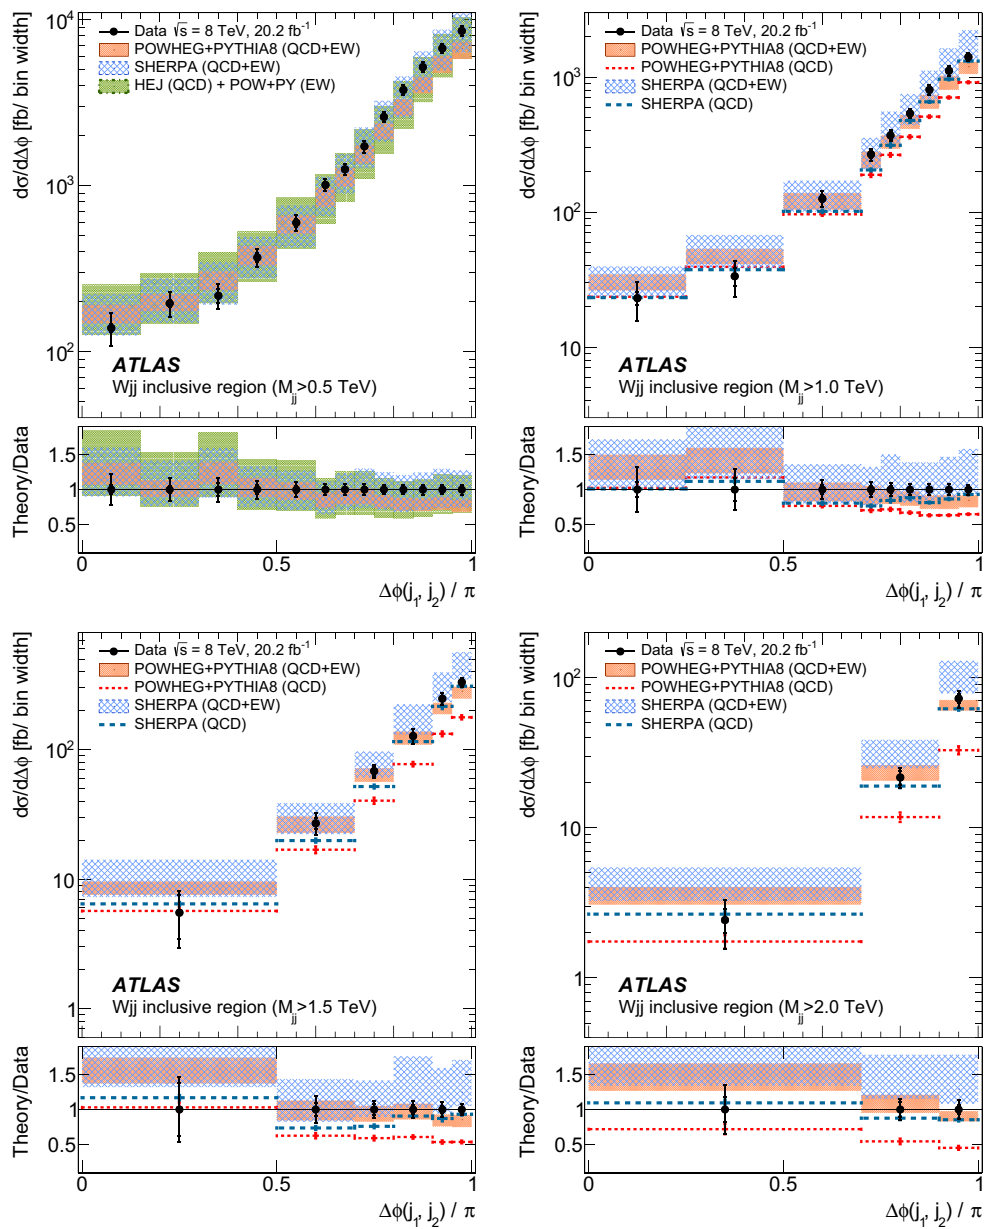 dσ/dΔϕ [fb/ bin width]
10⁴
10³
10²
Data √s = 8 TeV, 20.2 fb⁻¹
POWHEG+PYTHIA8 (QCD+EW)
SHERPA (QCD+EW)
HEJ (QCD) + POW+PY (EW)
ATLAS
Wjj inclusive region (M_jj>0.5 TeV)
Theory/Data
1.5
1
0.5
0 0.5 1
Δϕ(j₁, j₂) / π
dσ/dΔϕ [fb/ bin width]
10³
10²
10
Data √s = 8 TeV, 20.2 fb⁻¹
POWHEG+PYTHIA8 (QCD+EW)
POWHEG+PYTHIA8 (QCD)
SHERPA (QCD+EW)
SHERPA (QCD)
ATLAS
Wjj inclusive region (M_jj>1.0 TeV)
Theory/Data
1.5
1
0.5
0 0.5 1
Δϕ(j₁, j₂) / π
dσ/dΔϕ [fb/ bin width]
10²
10
1
Data √s = 8 TeV, 20.2 fb⁻¹
POWHEG+PYTHIA8 (QCD+EW)
POWHEG+PYTHIA8 (QCD)
SHERPA (QCD+EW)
SHERPA (QCD)
ATLAS
Wjj inclusive region (M_jj>1.5 TeV)
Theory/Data
1.5
1
0.5
0 0.5 1
Δϕ(j₁, j₂) / π
dσ/dΔϕ [fb/ bin width]
10²
10
1
Data √s = 8 TeV, 20.2 fb⁻¹
POWHEG+PYTHIA8 (QCD+EW)
POWHEG+PYTHIA8 (QCD)
SHERPA (QCD+EW)
SHERPA (QCD)
ATLAS
Wjj inclusive region (M_jj>2.0 TeV)
Theory/Data
1.5
1
0.5
0 0.5 1
Δϕ(j₁, j₂) / π